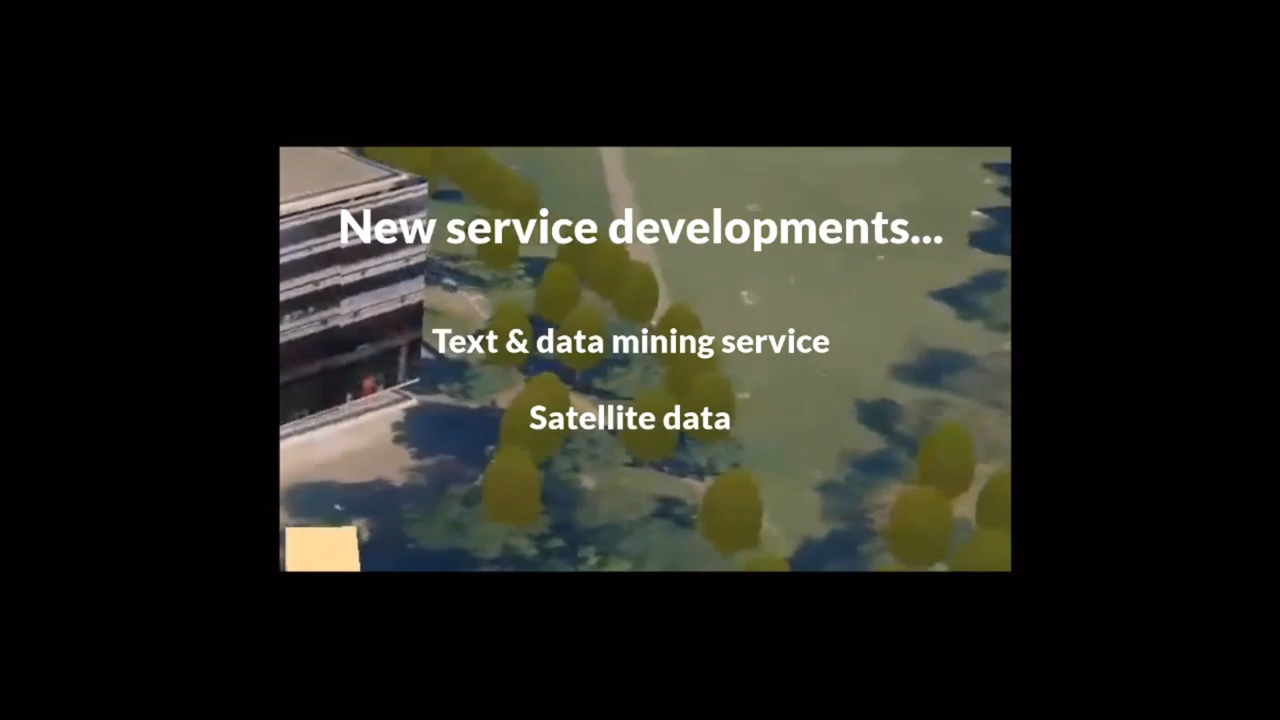 New service developments...
Text & data mining service
Satellite data